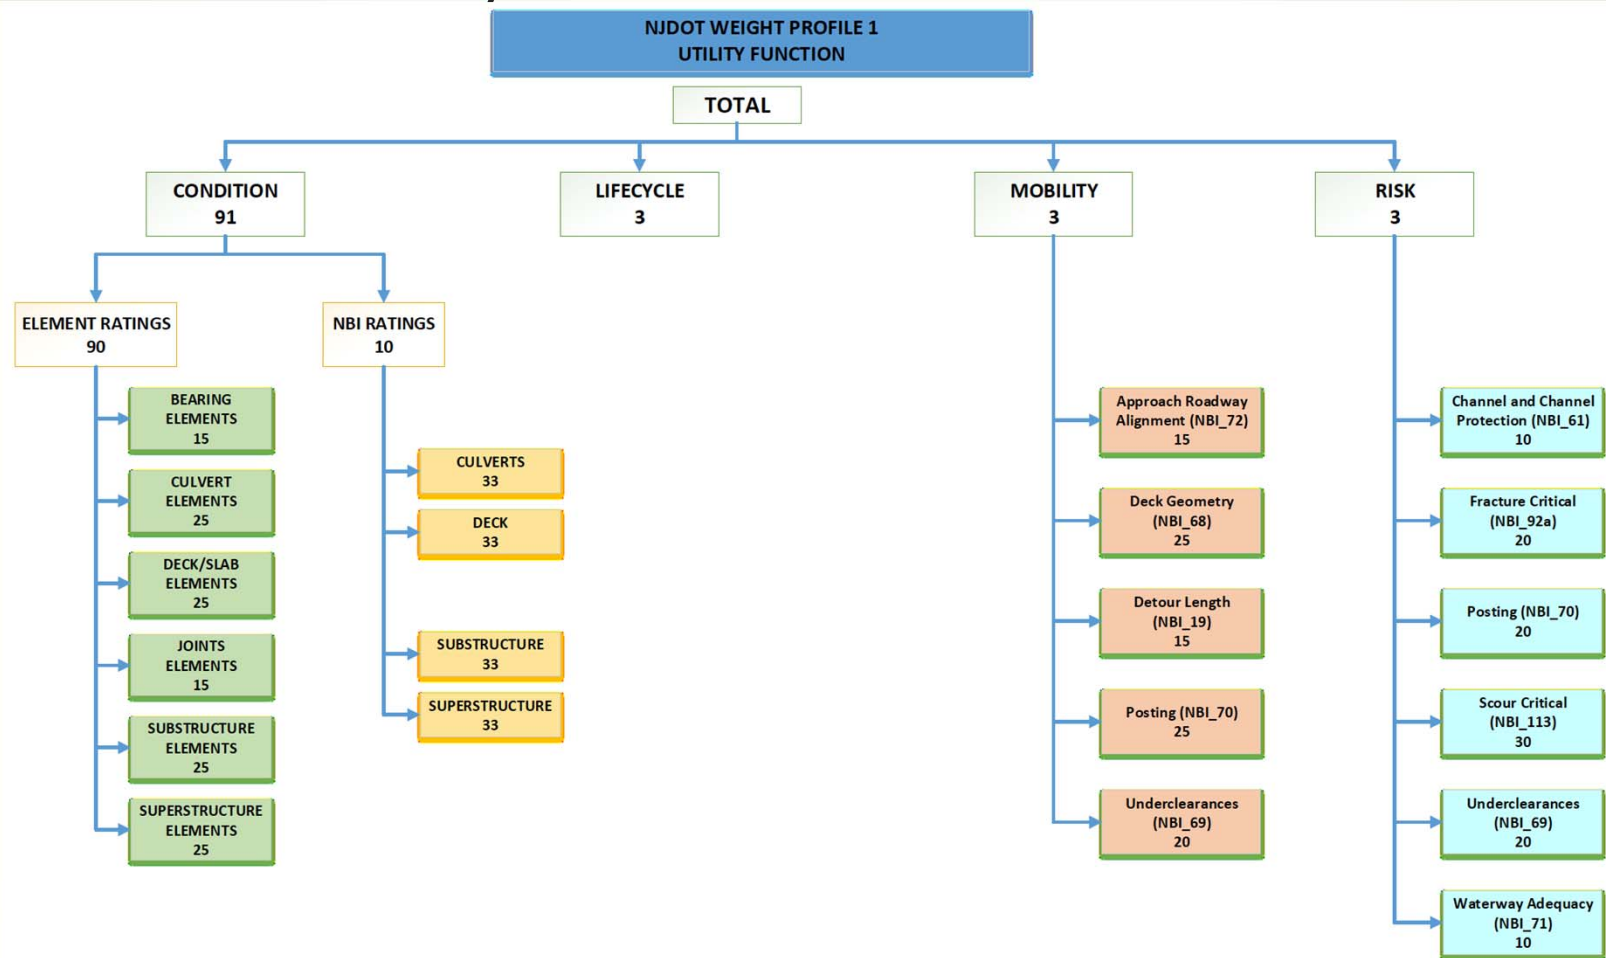 NJDOT WEIGHT PROFILE 1
UTILITY FUNCTION
TOTAL
CONDITION
91
LIFECYCLE
3
MOBILITY
3
RISK
3
ELEMENT RATINGS
90
NBI RATINGS
10
BEARING
ELEMENTS
15
CULVERT
ELEMENTS
25
DECK/SLAB
ELEMENTS
25
JOINTS
ELEMENTS
15
SUBSTRUCTURE
ELEMENTS
25
SUPERSTRUCTURE
ELEMENTS
25
CULVERTS
33
DECK
33
SUBSTRUCTURE
33
SUPERSTRUCTURE
33
Approach Roadway
Alignment (NBI_72)
15
Deck Geometry
(NBI_68)
25
Detour Length
(NBI_19)
15
Posting (NBI_70)
25
Underclearances
(NBI_69)
20
Channel and Channel
Protection (NBI_61)
10
Fracture Critical
(NBI_92a)
20
Posting (NBI_70)
20
Scour Critical
(NBI_113)
30
Underclearances
(NBI_69)
20
Waterway Adequacy
(NBI_71)
10